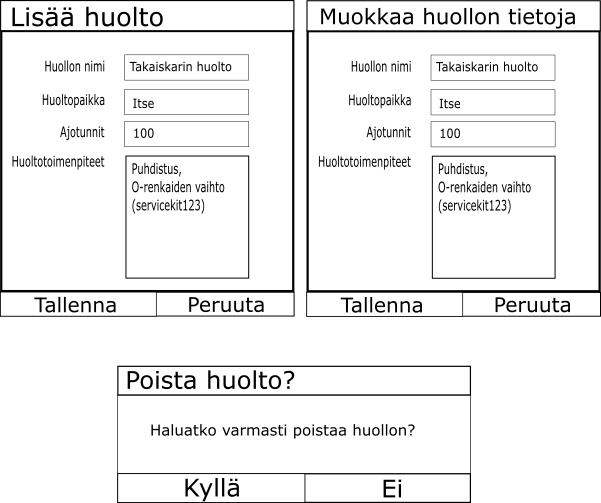 Lisää huolto
Huollon nimi Takaiskarin huolto
Huoltopaikka Itse
Ajotunnit 100
Huoltotoimenpiteet Puhdistus,
O-renkaiden vaihto
(servicekit123)
Tallenna Peruuta
Muokkaa huollon tietoja
Huollon nimi Takaiskarin huolto
Huoltopaikka Itse
Ajotunnit 100
Huoltotoimenpiteet Puhdistus,
O-renkaiden vaihto
(servicekit123)
Tallenna Peruuta
Poista huolto?
Haluatko varmasti poistaa huollon?
Kyllä Ei